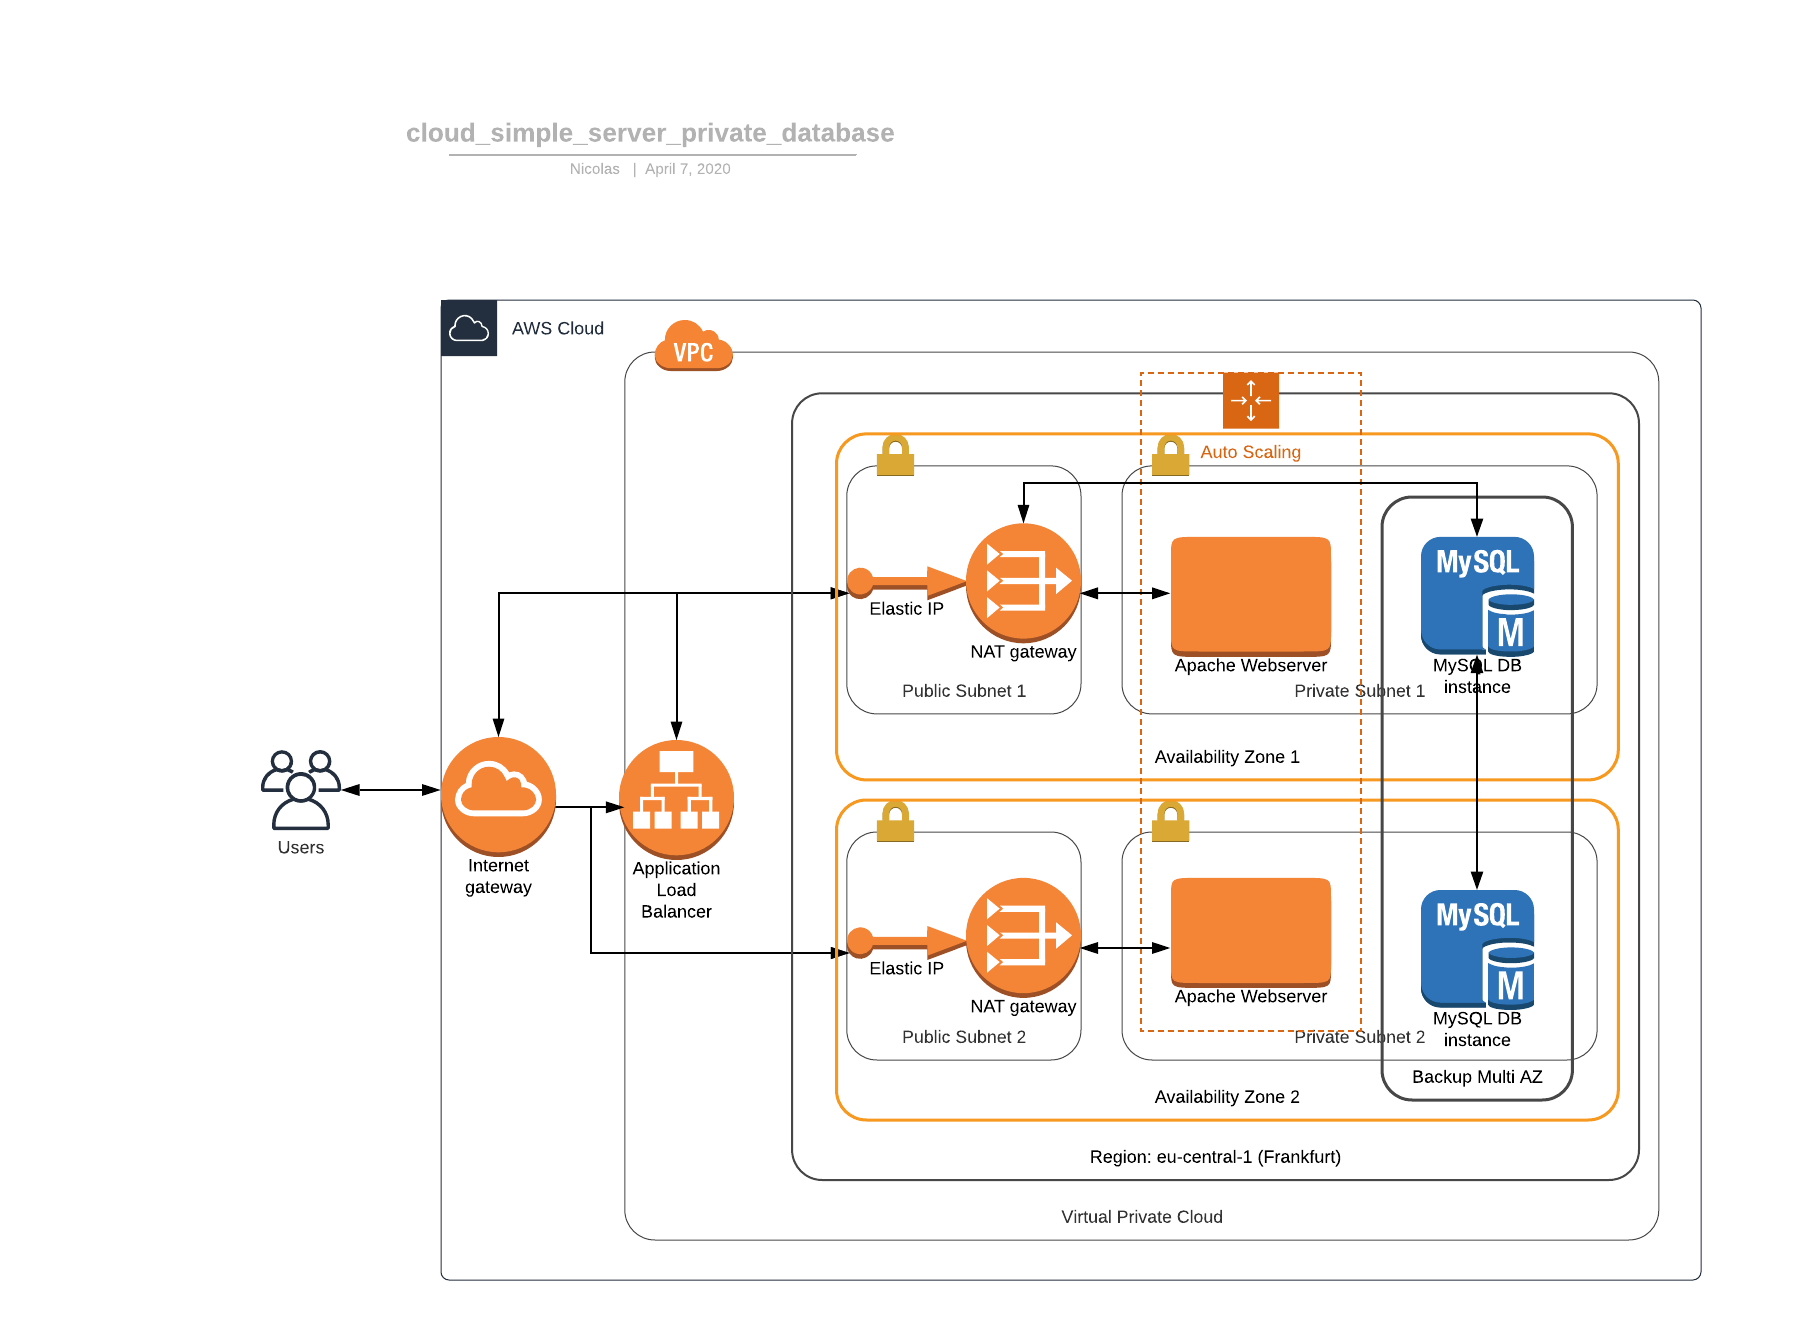 cloud_simple_server_private_database
Nicolas | April 7, 2020
AWS Cloud
VPC
Auto Scaling
MySQL
M
Elastic IP
NAT gateway
Apache Webserver
MySQL DB
instance
Public Subnet 1
Private Subnet 1
Availability Zone 1
Users
Internet
gateway
Application
Load
Balancer
MySQL
M
Elastic IP
NAT gateway
Apache Webserver
MySQL DB
instance
Public Subnet 2
Private Subnet 2
Backup Multi AZ
Availability Zone 2
Region: eu-central-1 (Frankfurt)
Virtual Private Cloud